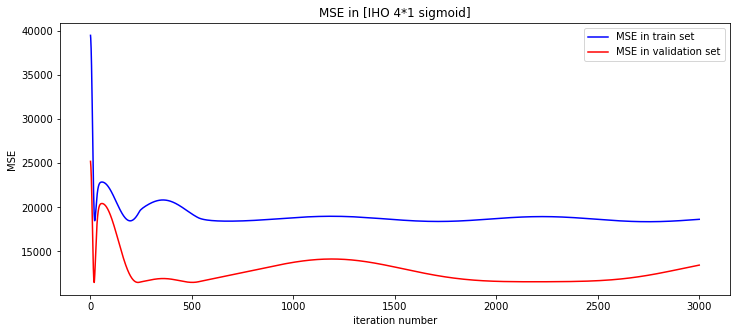 MSE in [IHO 4*1 sigmoid]
MSE in train set
MSE in validation set
MSE
40000
35000
30000
25000
20000
15000
0
500
1000
1500
2000
2500
3000
iteration number